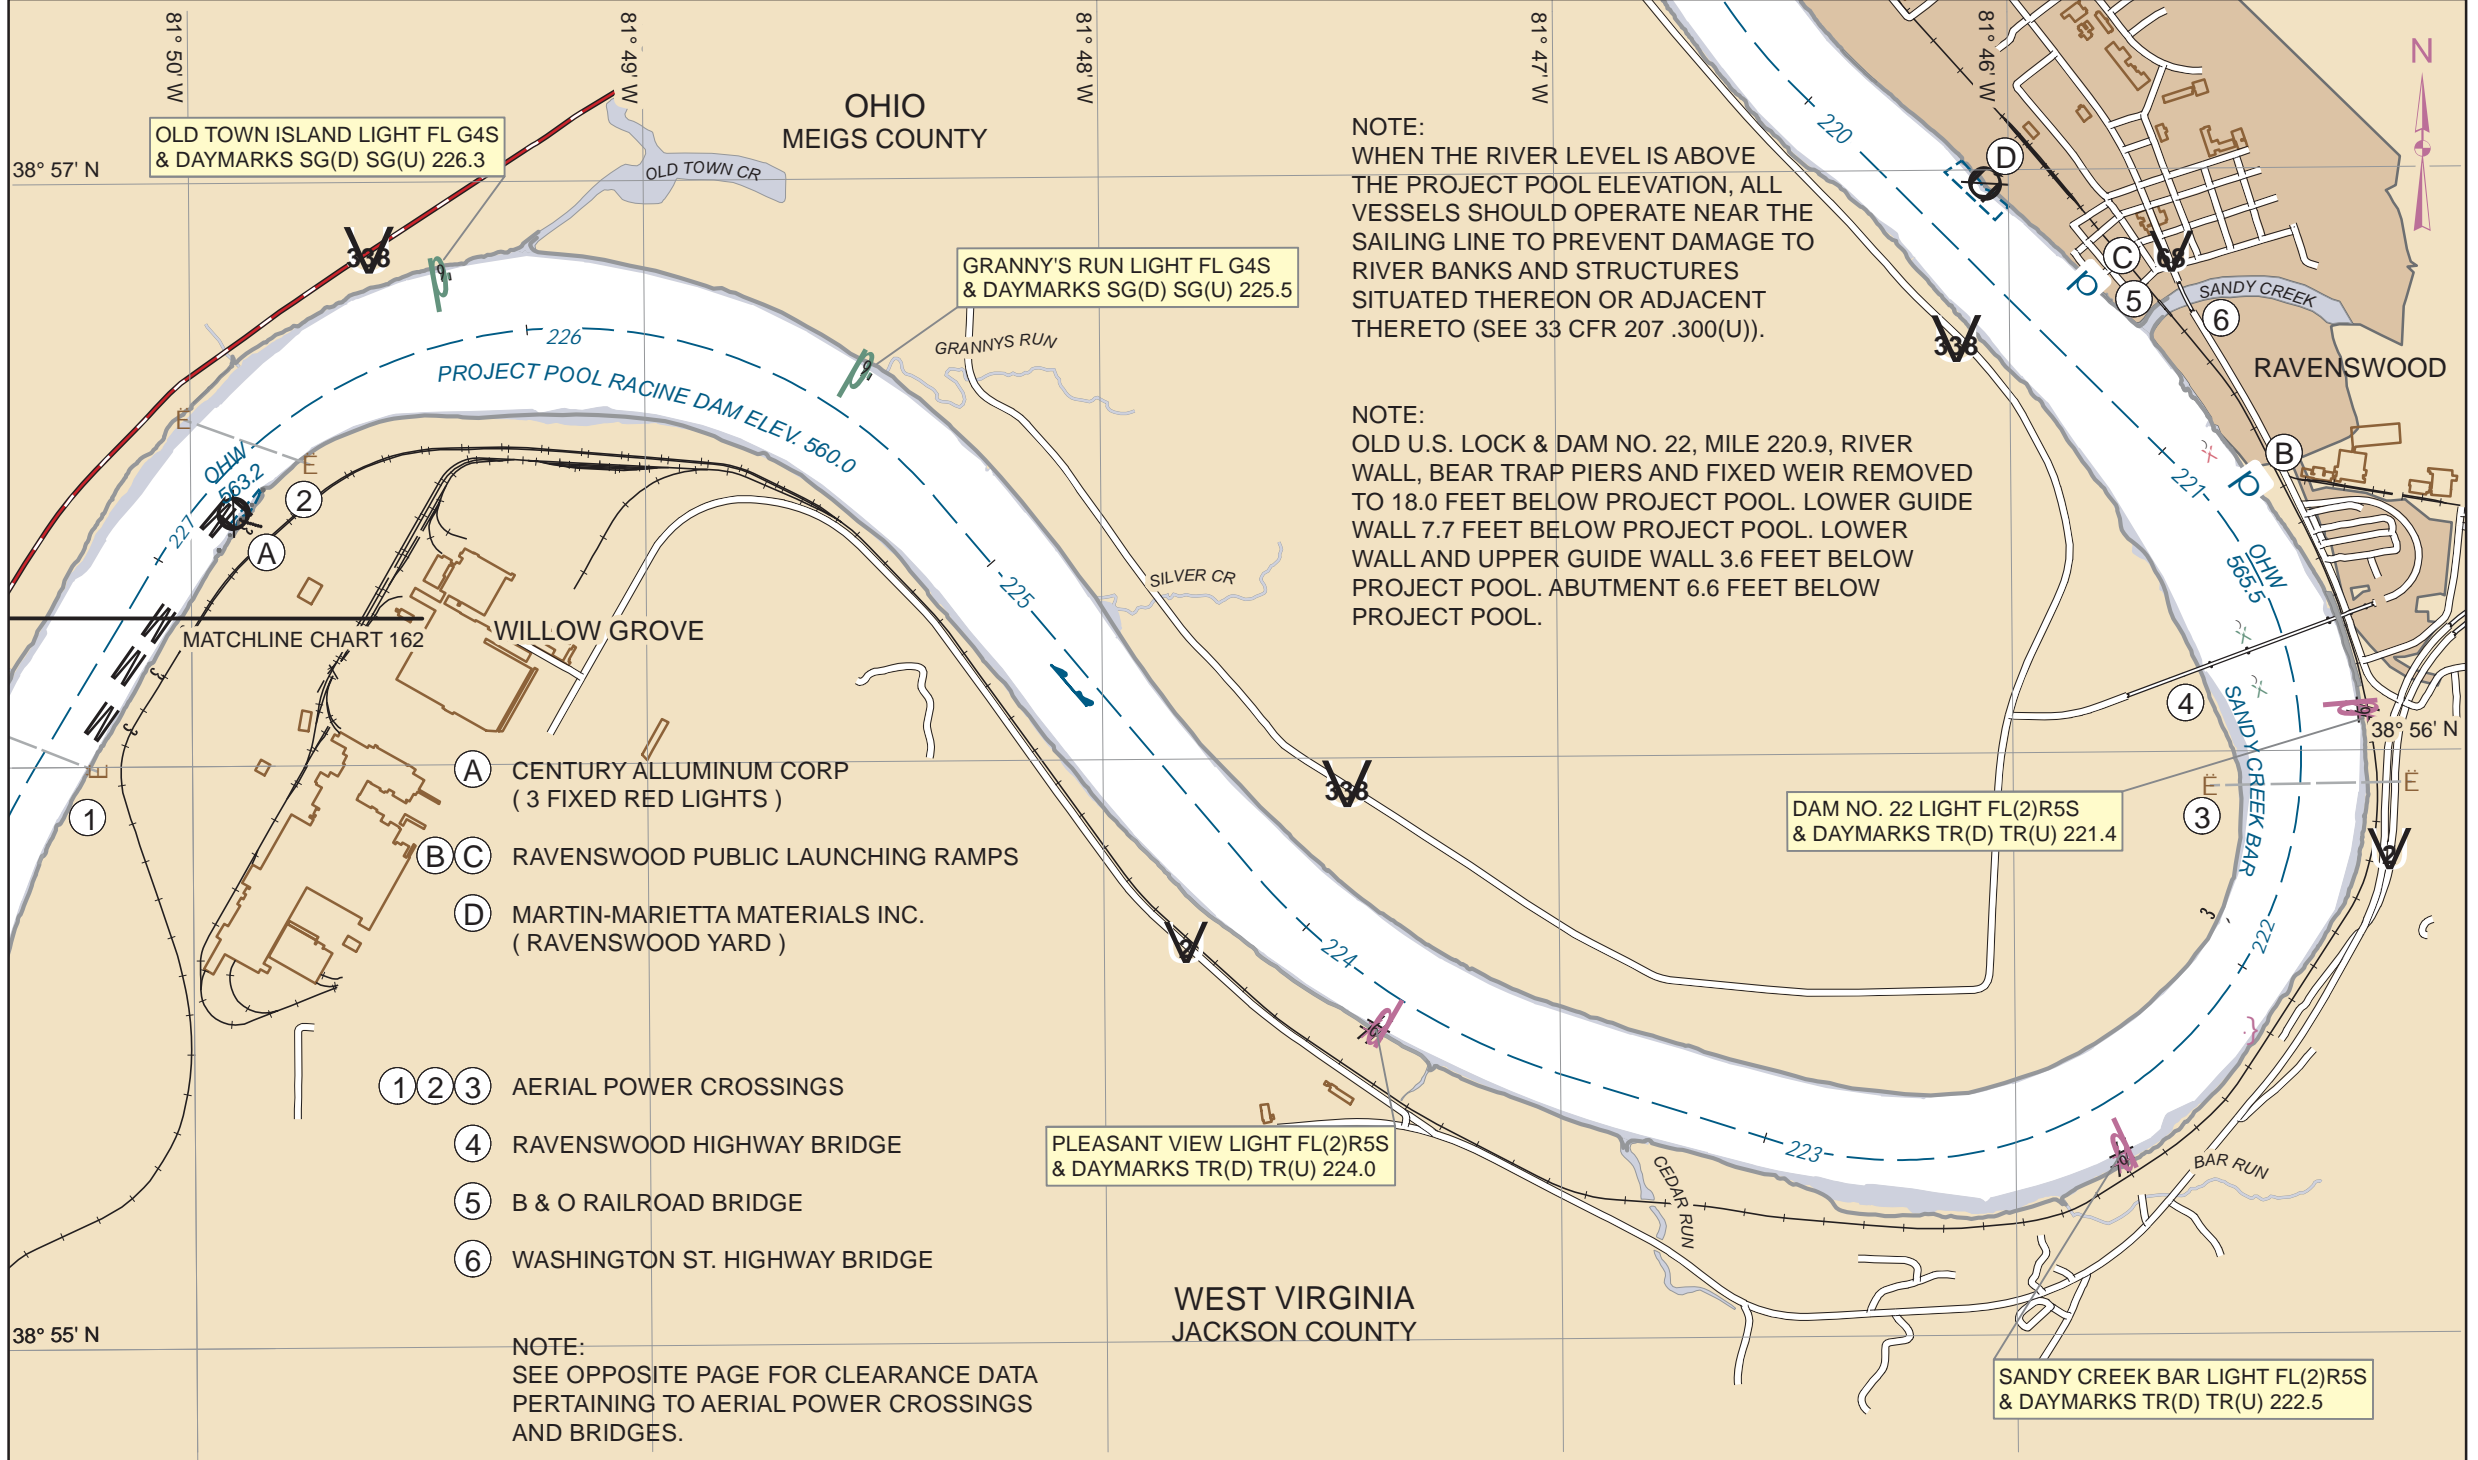 81° 50' W
81° 49' W
81° 48' W
81° 47' W
81° 46' W
N
OHIO
MEIGS COUNTY
OLD TOWN ISLAND LIGHT FL G4S
& DAYMARKS SG(D) SG(U) 226.3
38° 57' N
OLD TOWN CR
338
GRANNY'S RUN LIGHT FL G4S
& DAYMARKS SG(D) SG(U) 225.5
GRANNYS RUN
NOTE:
WHEN THE RIVER LEVEL IS ABOVE
THE PROJECT POOL ELEVATION, ALL
VESSELS SHOULD OPERATE NEAR THE
SAILING LINE TO PREVENT DAMAGE TO
RIVER BANKS AND STRUCTURES
SITUATED THEREON OR ADJACENT
THERETO (SEE 33 CFR 207 .300(U)).
220
D
C
68
5
6
SANDY CREEK
RAVENSWOOD
338
226
PROJECT POOL RACINE DAM ELEV. 560.0
NOTE:
OLD U.S. LOCK & DAM NO. 22, MILE 220.9, RIVER
WALL, BEAR TRAP PIERS AND FIXED WEIR REMOVED
TO 18.0 FEET BELOW PROJECT POOL. LOWER GUIDE
WALL 7.7 FEET BELOW PROJECT POOL. LOWER
WALL AND UPPER GUIDE WALL 3.6 FEET BELOW
PROJECT POOL. ABUTMENT 6.6 FEET BELOW
PROJECT POOL.
B
221
OHW
565.5
OHW
563.2
227
2
A
225
SILVER CR
MATCHLINE CHART 162
WILLOW GROVE
4
SANDY CREEK BAR
38° 56' N
1
338
A
CENTURY ALLUMINUM CORP
( 3 FIXED RED LIGHTS )
B C
RAVENSWOOD PUBLIC LAUNCHING RAMPS
D
MARTIN-MARIETTA MATERIALS INC.
( RAVENSWOOD YARD )
DAM NO. 22 LIGHT FL(2)R5S
& DAYMARKS TR(D) TR(U) 221.4
3
2
2
224
222
1 2 3
AERIAL POWER CROSSINGS
4
RAVENSWOOD HIGHWAY BRIDGE
5
B & O RAILROAD BRIDGE
6
WASHINGTON ST. HIGHWAY BRIDGE
PLEASANT VIEW LIGHT FL(2)R5S
& DAYMARKS TR(D) TR(U) 224.0
223
CEDAR RUN
BAR RUN
WEST VIRGINIA
JACKSON COUNTY
38° 55' N
NOTE:
SEE OPPOSITE PAGE FOR CLEARANCE DATA
PERTAINING TO AERIAL POWER CROSSINGS
AND BRIDGES.
SANDY CREEK BAR LIGHT FL(2)R5S
& DAYMARKS TR(D) TR(U) 222.5